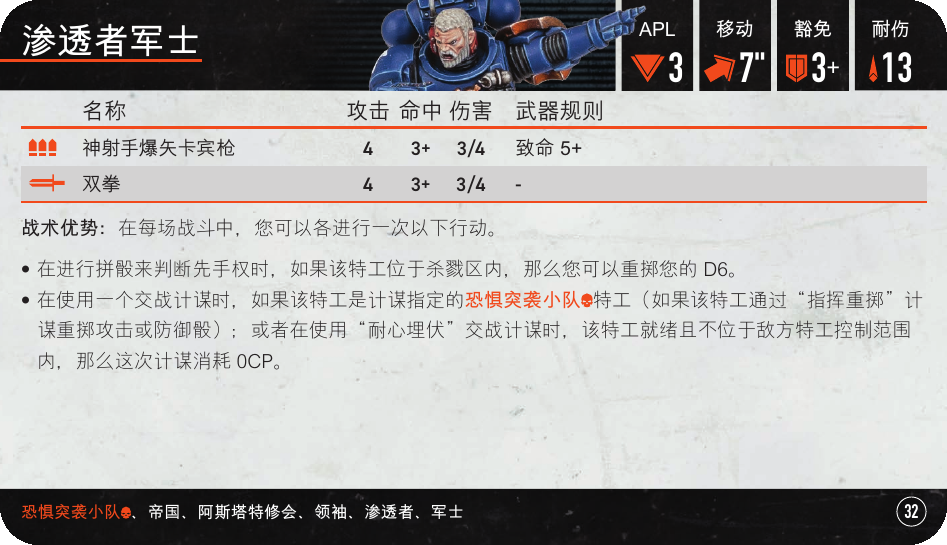 渗透者军士
APL 移动 豁免 耐伤
3 7" 3+ 13
名称 攻击 命中 伤害 武器规则
神射手爆矢卡宾枪 4 3+ 3/4 致命 5+
双拳 4 3+ 3/4 -
战术优势：在每场战斗中，您可以各进行一次以下行动。
• 在进行拼骰来判断先手权时，如果该特工位于杀戮区内，那么您可以重掷您的 D6。
• 在使用一个交战计谋时，如果该特工是计谋指定的恐惧突袭小队特工（如果该特工通过“指挥重掷”计
谋重掷攻击或防御骰）；或者在使用“耐心埋伏”交战计谋时，该特工就绪且不位于敌方特工控制范围
内，那么这次计谋消耗 0CP。
恐惧突袭小队、帝国、阿斯塔特修会、领袖、渗透者、军士
32